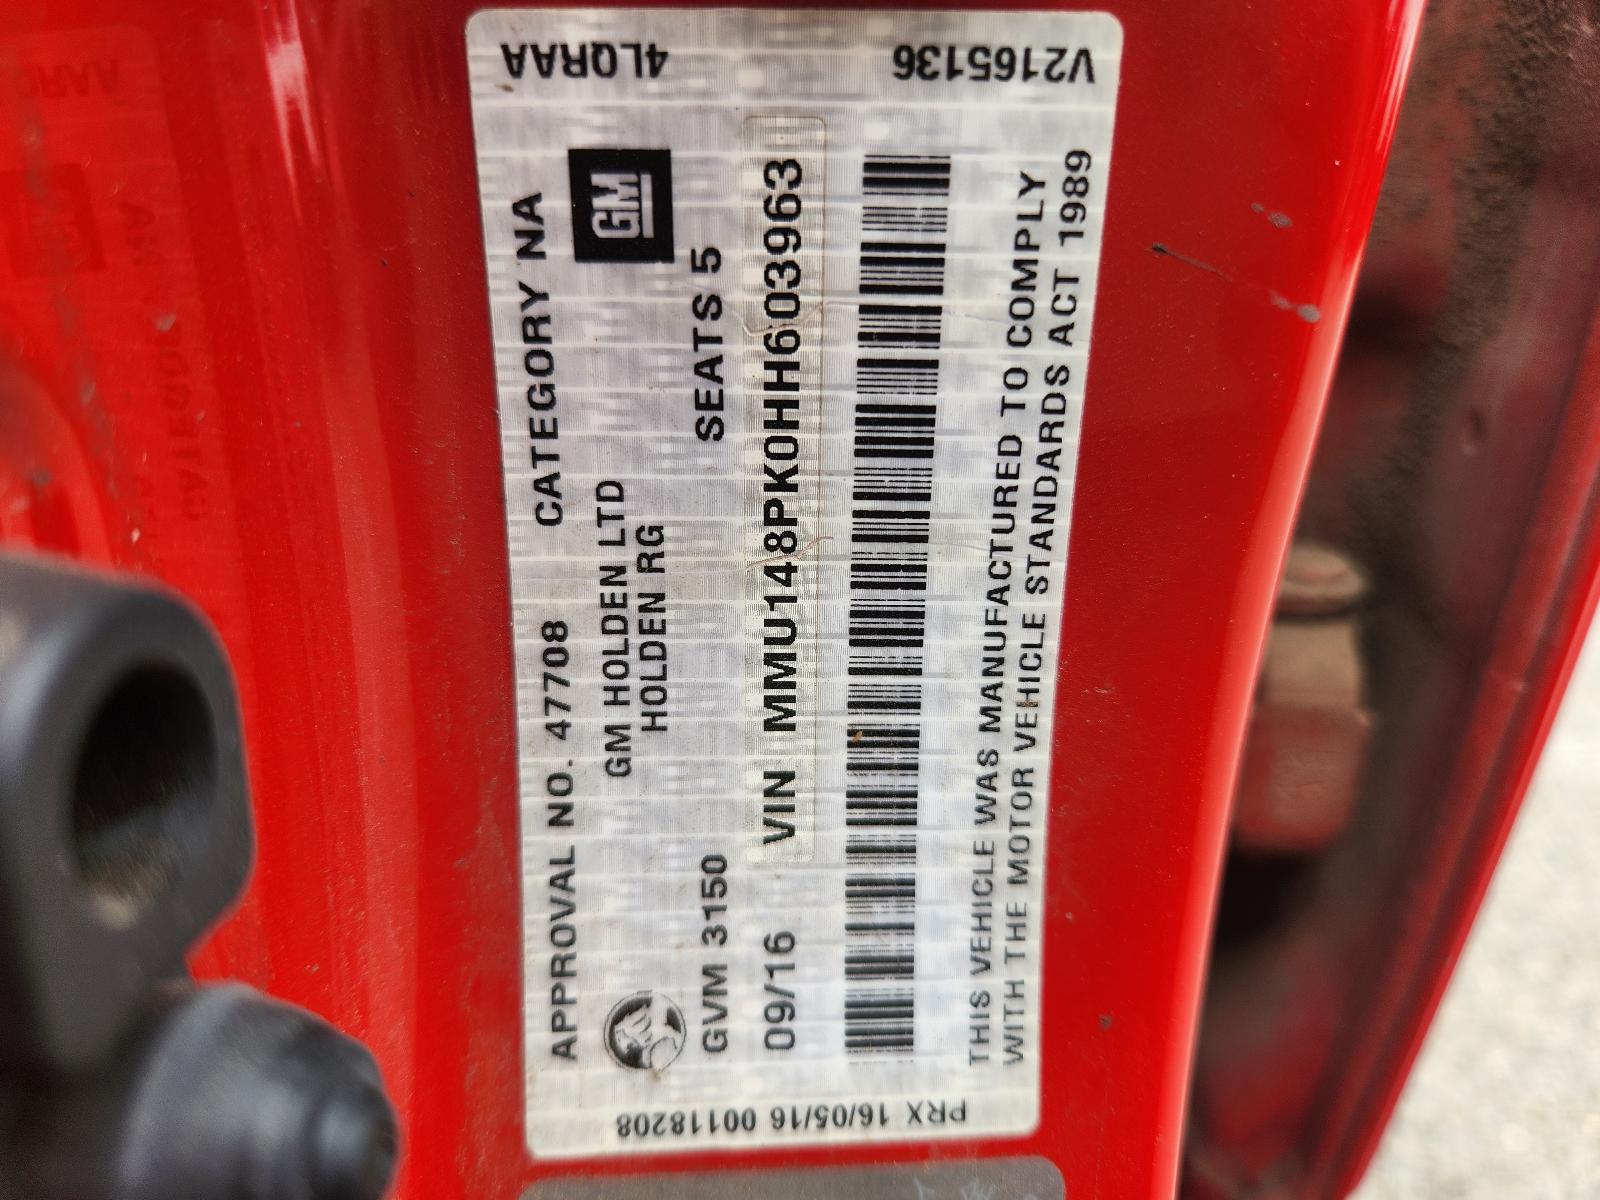 APPROVAL NO. 47708 CATEGORY NA
GM HOLDEN LTD
GM
HOLDEN RG
GVM 3150 SEATS 5
09/16 VIN MMU148PK0HH603963
THIS VEHICLE WAS MANUFACTURED TO COMPLY
WITH THE MOTOR VEHICLE STANDARDS ACT 1989
V2165136 4LQRAA
PRX 16/05/16 00118208